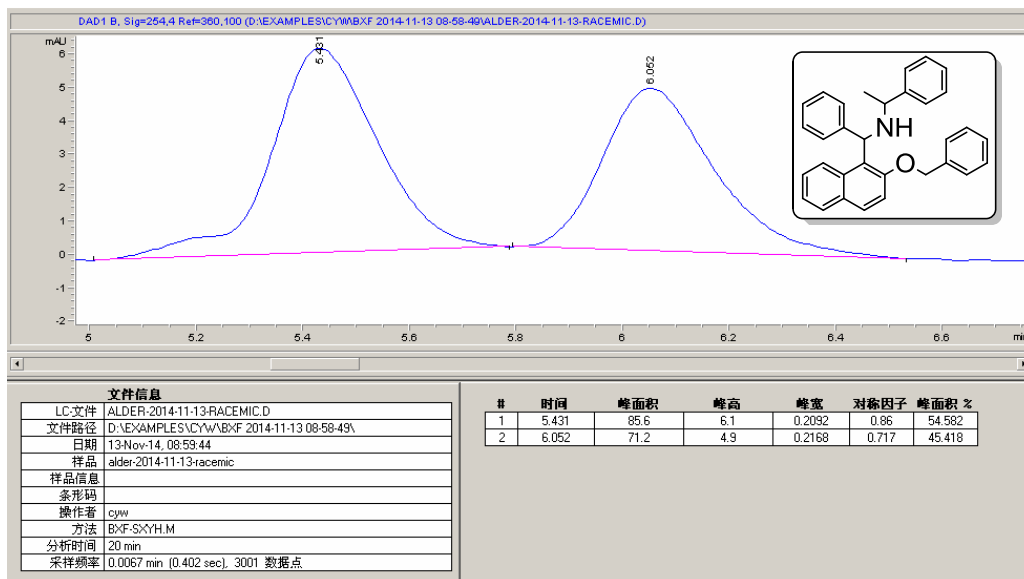 DAD1 B, Sig=254,4 Ref=360,100 (D:\EXAMPLES\CYW\BXF 2014-11-13 08-58-49\ALDER-2014-11-13-RACEMIC.D)
mAU
6
5
4
3
2
1
0
-1
-2
5.431
6.052
NH
O
5 5.2 5.4 5.6 5.8 6 6.2 6.4 6.6 min
文件信息
LC-文件 ALDER-2014-11-13-RACEMIC.D
文件路径 D:\EXAMPLES\CYW\BXF 2014-11-13 08-58-49\
日期 13-Nov-14, 08:59:44
样品 alder-2014-11-13-racemic
样品信息
条形码
操作者 cyw
方法 BXF-SXYH.M
分析时间 20 min
采样频率 0.0067 min (0.402 sec), 3001 数据点
# 时间 峰面积 峰高 峰宽 对称因子 峰面积 %
1 5.431 85.6 6.1 0.2092 0.86 54.582
2 6.052 71.2 4.9 0.2168 0.717 45.418